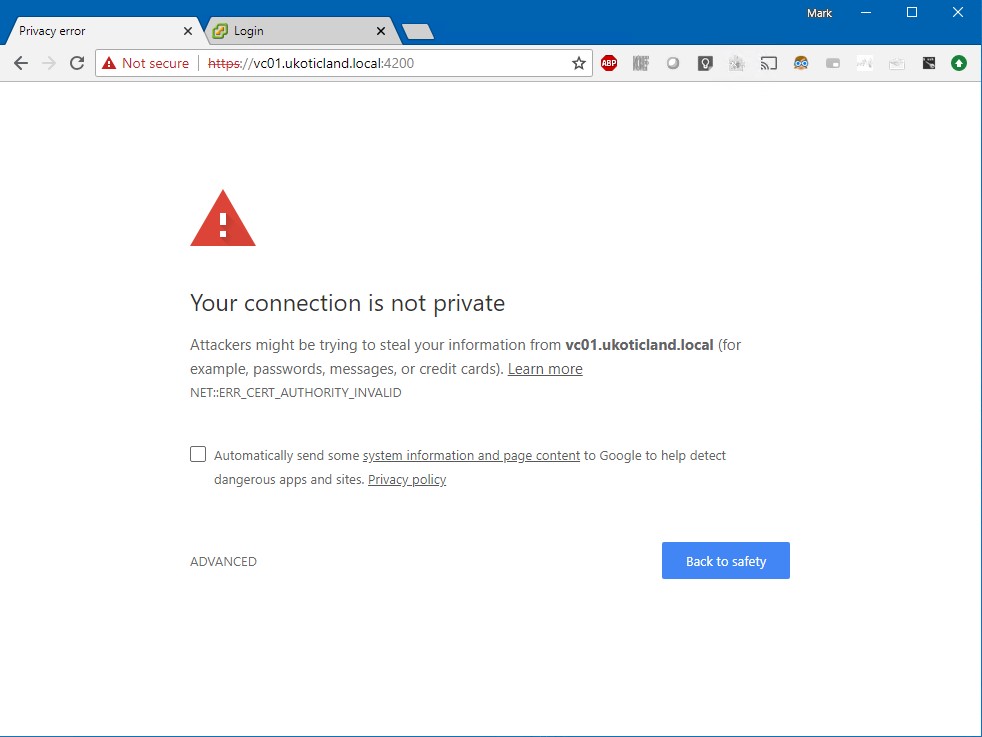 Mark
Privacy error
Login
Not secure https://vc01.ukoticland.local:4200
ABP
Your connection is not private
Attackers might be trying to steal your information from vc01.ukoticland.local (for
example, passwords, messages, or credit cards). Learn more
NET::ERR_CERT_AUTHORITY_INVALID
Automatically send some system information and page content to Google to help detect
dangerous apps and sites. Privacy policy
ADVANCED
Back to safety